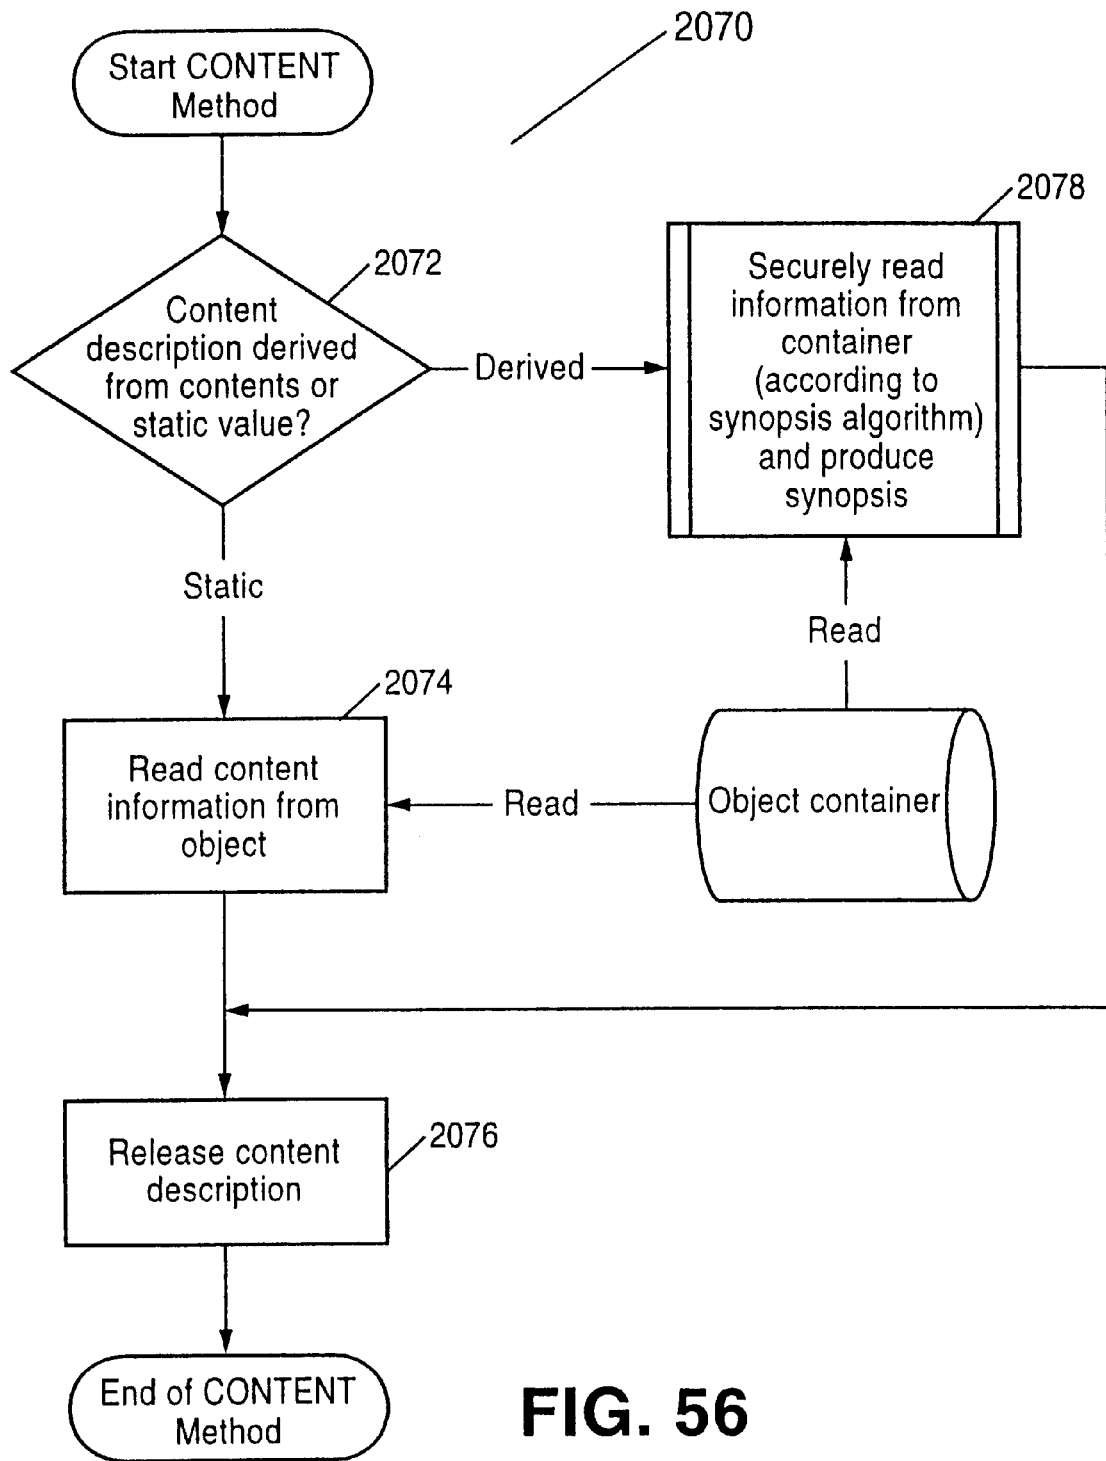 2070
Start CONTENT
Method
2072
Content
description derived
from contents or
static value?
Derived
2078
Securely read
information from
container
(according to
synopsis algorithm)
and produce
synopsis
Static
Read
2074
Read content
information from
object
Read
Object container
2076
Release content
description
End of CONTENT
Method
FIG. 56